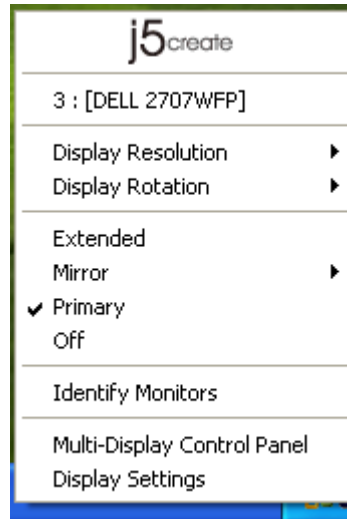 j5create
3 : [DELL 2707WFP]
Display Resolution
Display Rotation
Extended
Mirror
Primary
Off
Identify Monitors
Multi-Display Control Panel
Display Settings